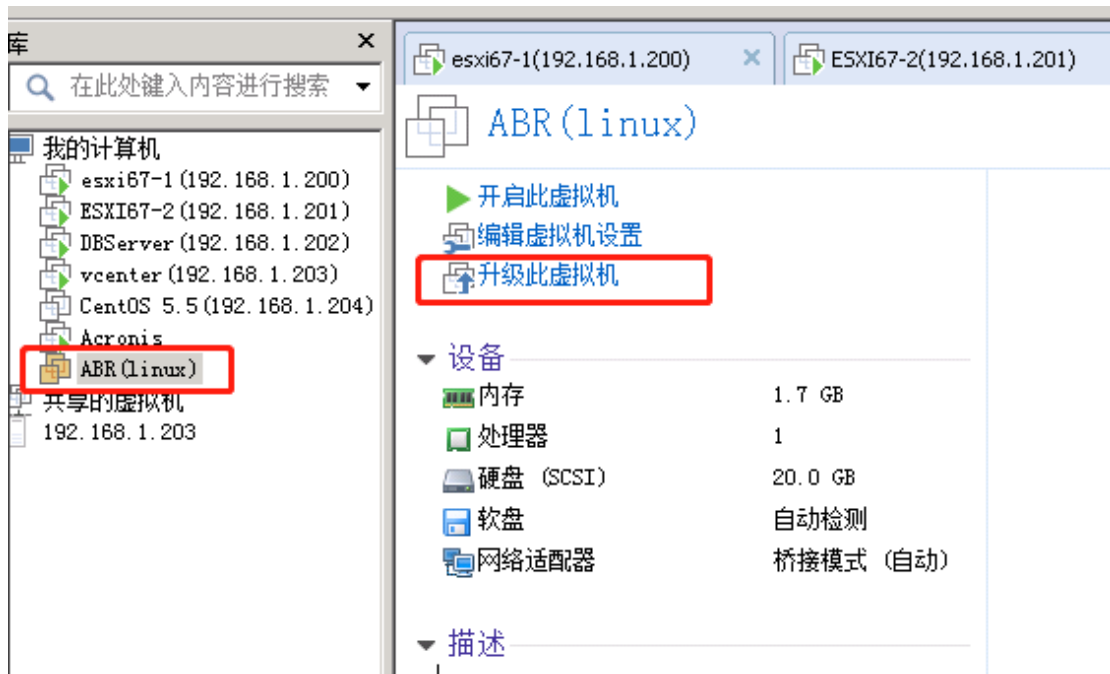 库
在此处键入内容进行搜索
我的计算机
esxi67-1(192.168.1.200)
ESXI67-2(192.168.1.201)
DBServer(192.168.1.202)
vcenter(192.168.1.203)
CentOS 5.5(192.168.1.204)
Acronis
ABR(linux)
共享的虚拟机
192.168.1.203
esxi67-1(192.168.1.200)
ESXI67-2(192.168.1.201)
ABR(linux)
开启此虚拟机
编辑虚拟机设置
升级此虚拟机
设备
内存 1.7 GB
处理器 1
硬盘 (SCSI) 20.0 GB
软盘 自动检测
网络适配器 桥接模式 (自动)
描述